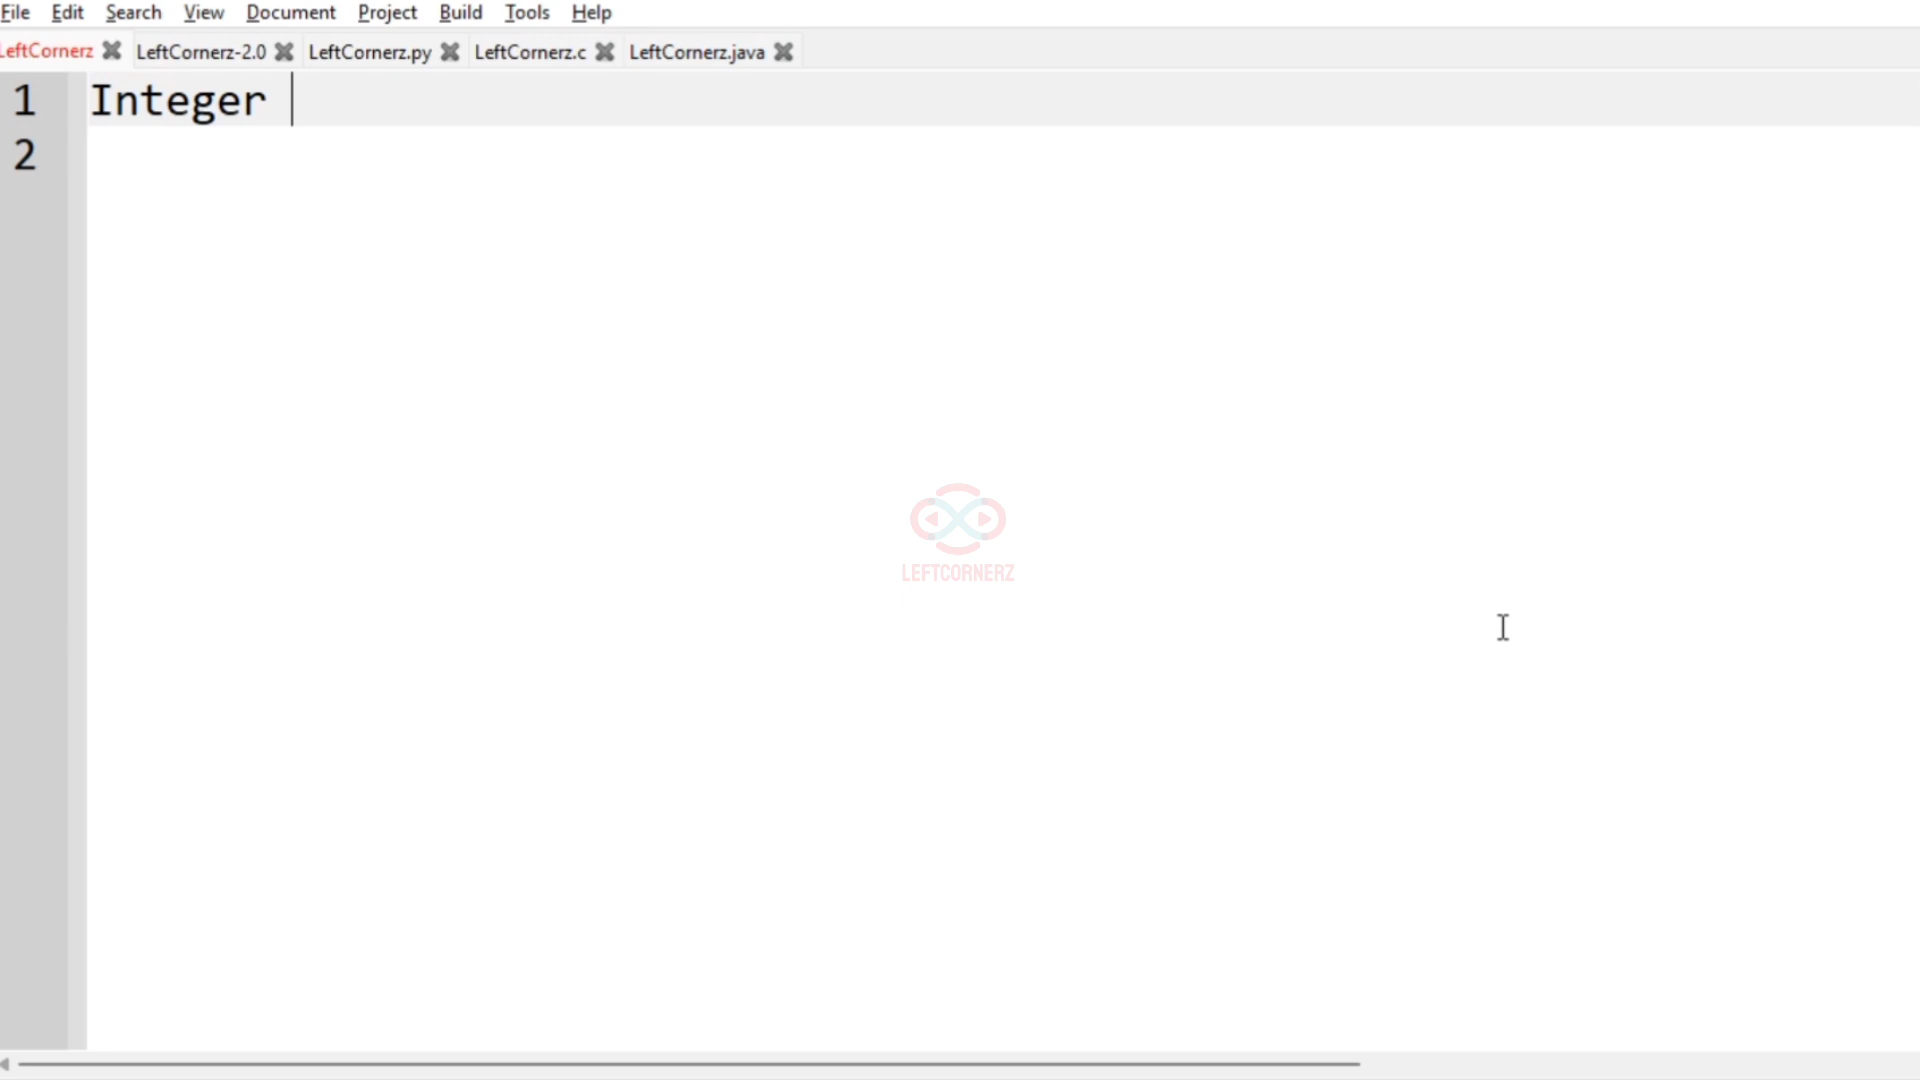 File Edit Search View Document Project Build Tools Help
LeftCornerz LeftCornerz-2.0 LeftCornerz.py LeftCornerz.c LeftCornerz.java
1 Integer
2
LEFTCORNERZ